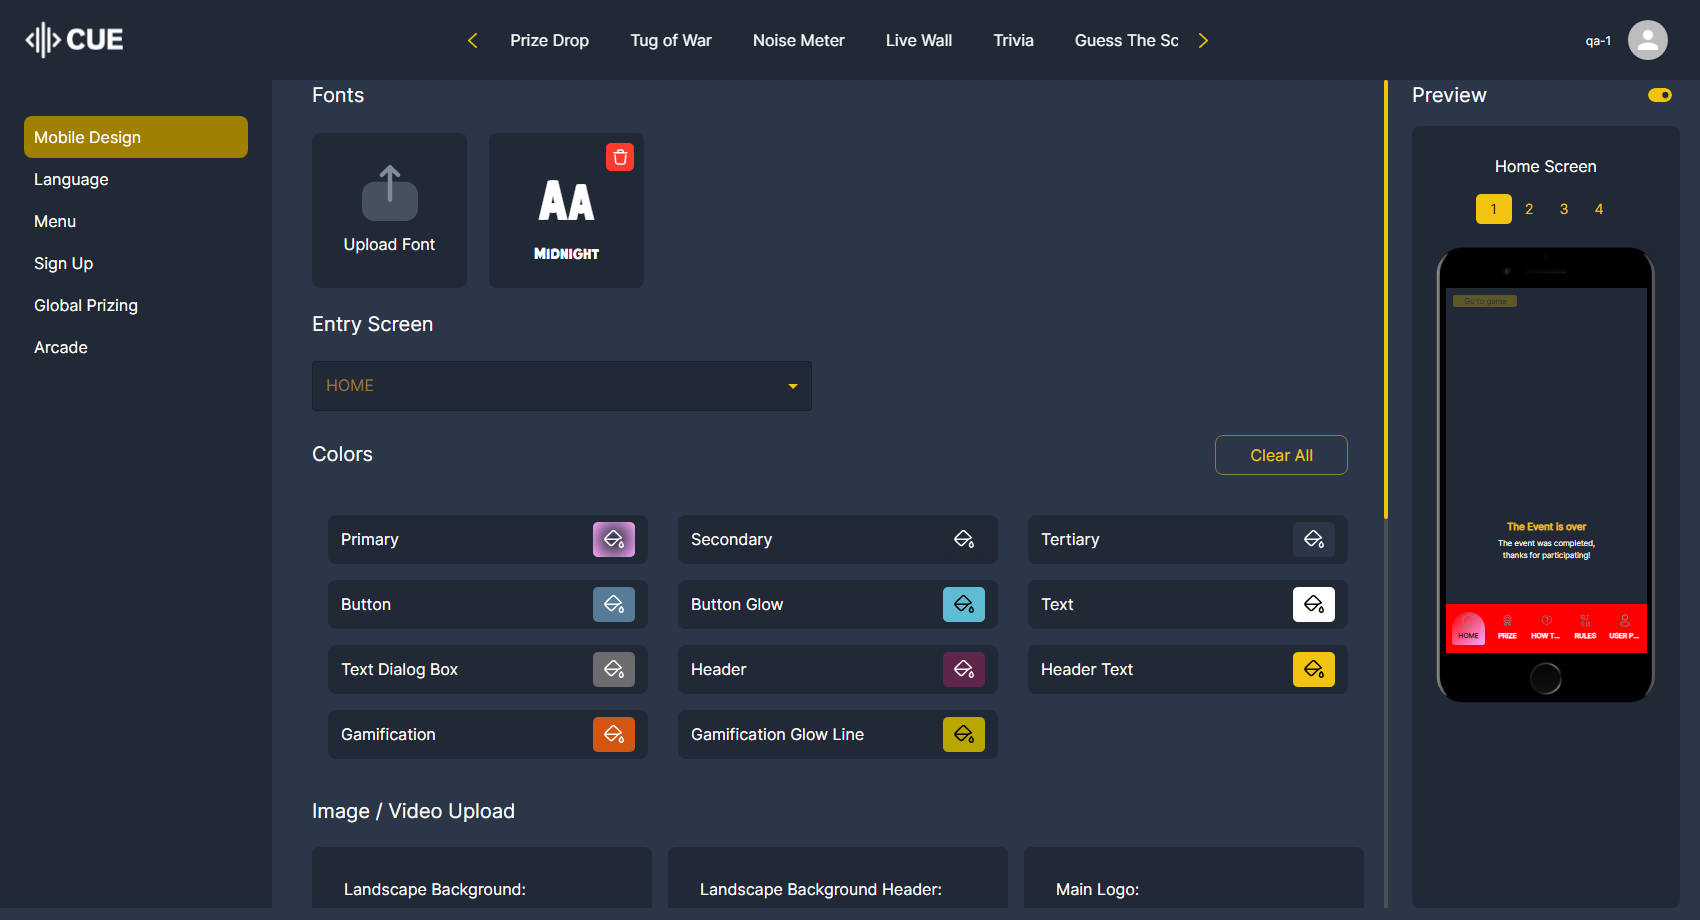 CUE
Prize Drop
Tug of War
Noise Meter
Live Wall
Trivia
Guess The Sc
qa-1
Mobile Design
Language
Menu
Sign Up
Global Prizing
Arcade
Fonts
Upload Font
AA
MIDNIGHT
Entry Screen
HOME
Colors
Clear All
Primary
Secondary
Tertiary
Button
Button Glow
Text
Text Dialog Box
Header
Header Text
Gamification
Gamification Glow Line
Image / Video Upload
Landscape Background:
Landscape Background Header:
Main Logo:
Preview
Home Screen
1 2 3 4
Go to game
The Event is over
The event was completed,
thanks for participating!
HOME PRIZE HOW T... RULES USER P...